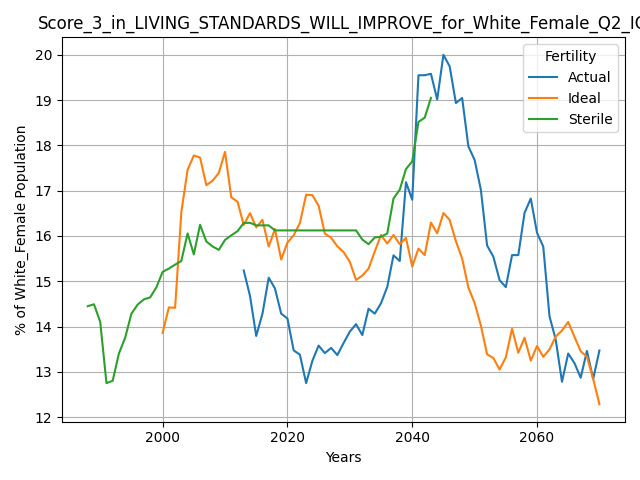 Score_3_in_LIVING_STANDARDS_WILL_IMPROVE_for_White_Female_Q2_IC
Fertility
Actual
Ideal
Sterile
% of White_Female Population
20
19
18
17
16
15
14
13
12
2000
2020
2040
2060
Years